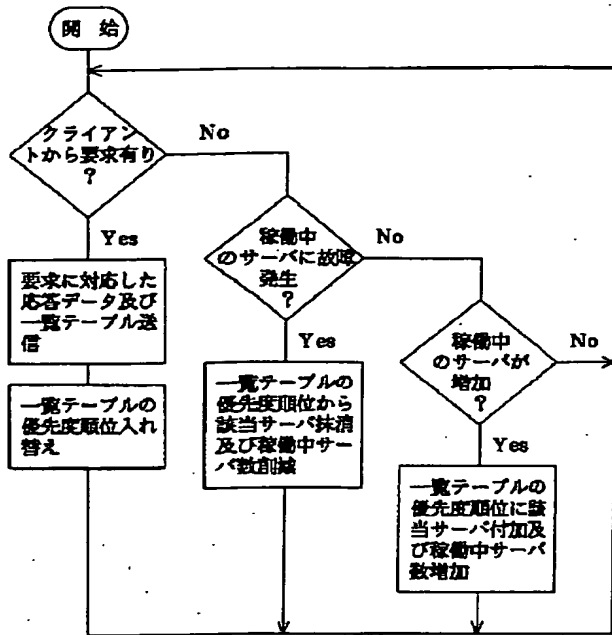 開 始
クライアン
トから要求有り
?
No
Yes
要求に対応した
応答データ及び
一覧テーブル送
信
一覧テーブルの
優先度順位入れ
替え
稼働中
のサーバに故障
発生
?
No
Yes
一覧テーブルの
優先度順位から
該当サーバ抹消
及び稼働中サー
バ数削減
稼働中
のサーバが
増加
?
No
Yes
一覧テーブルの
優先度順位に該
当サーバ付加及
び稼働中サーバ
数増加